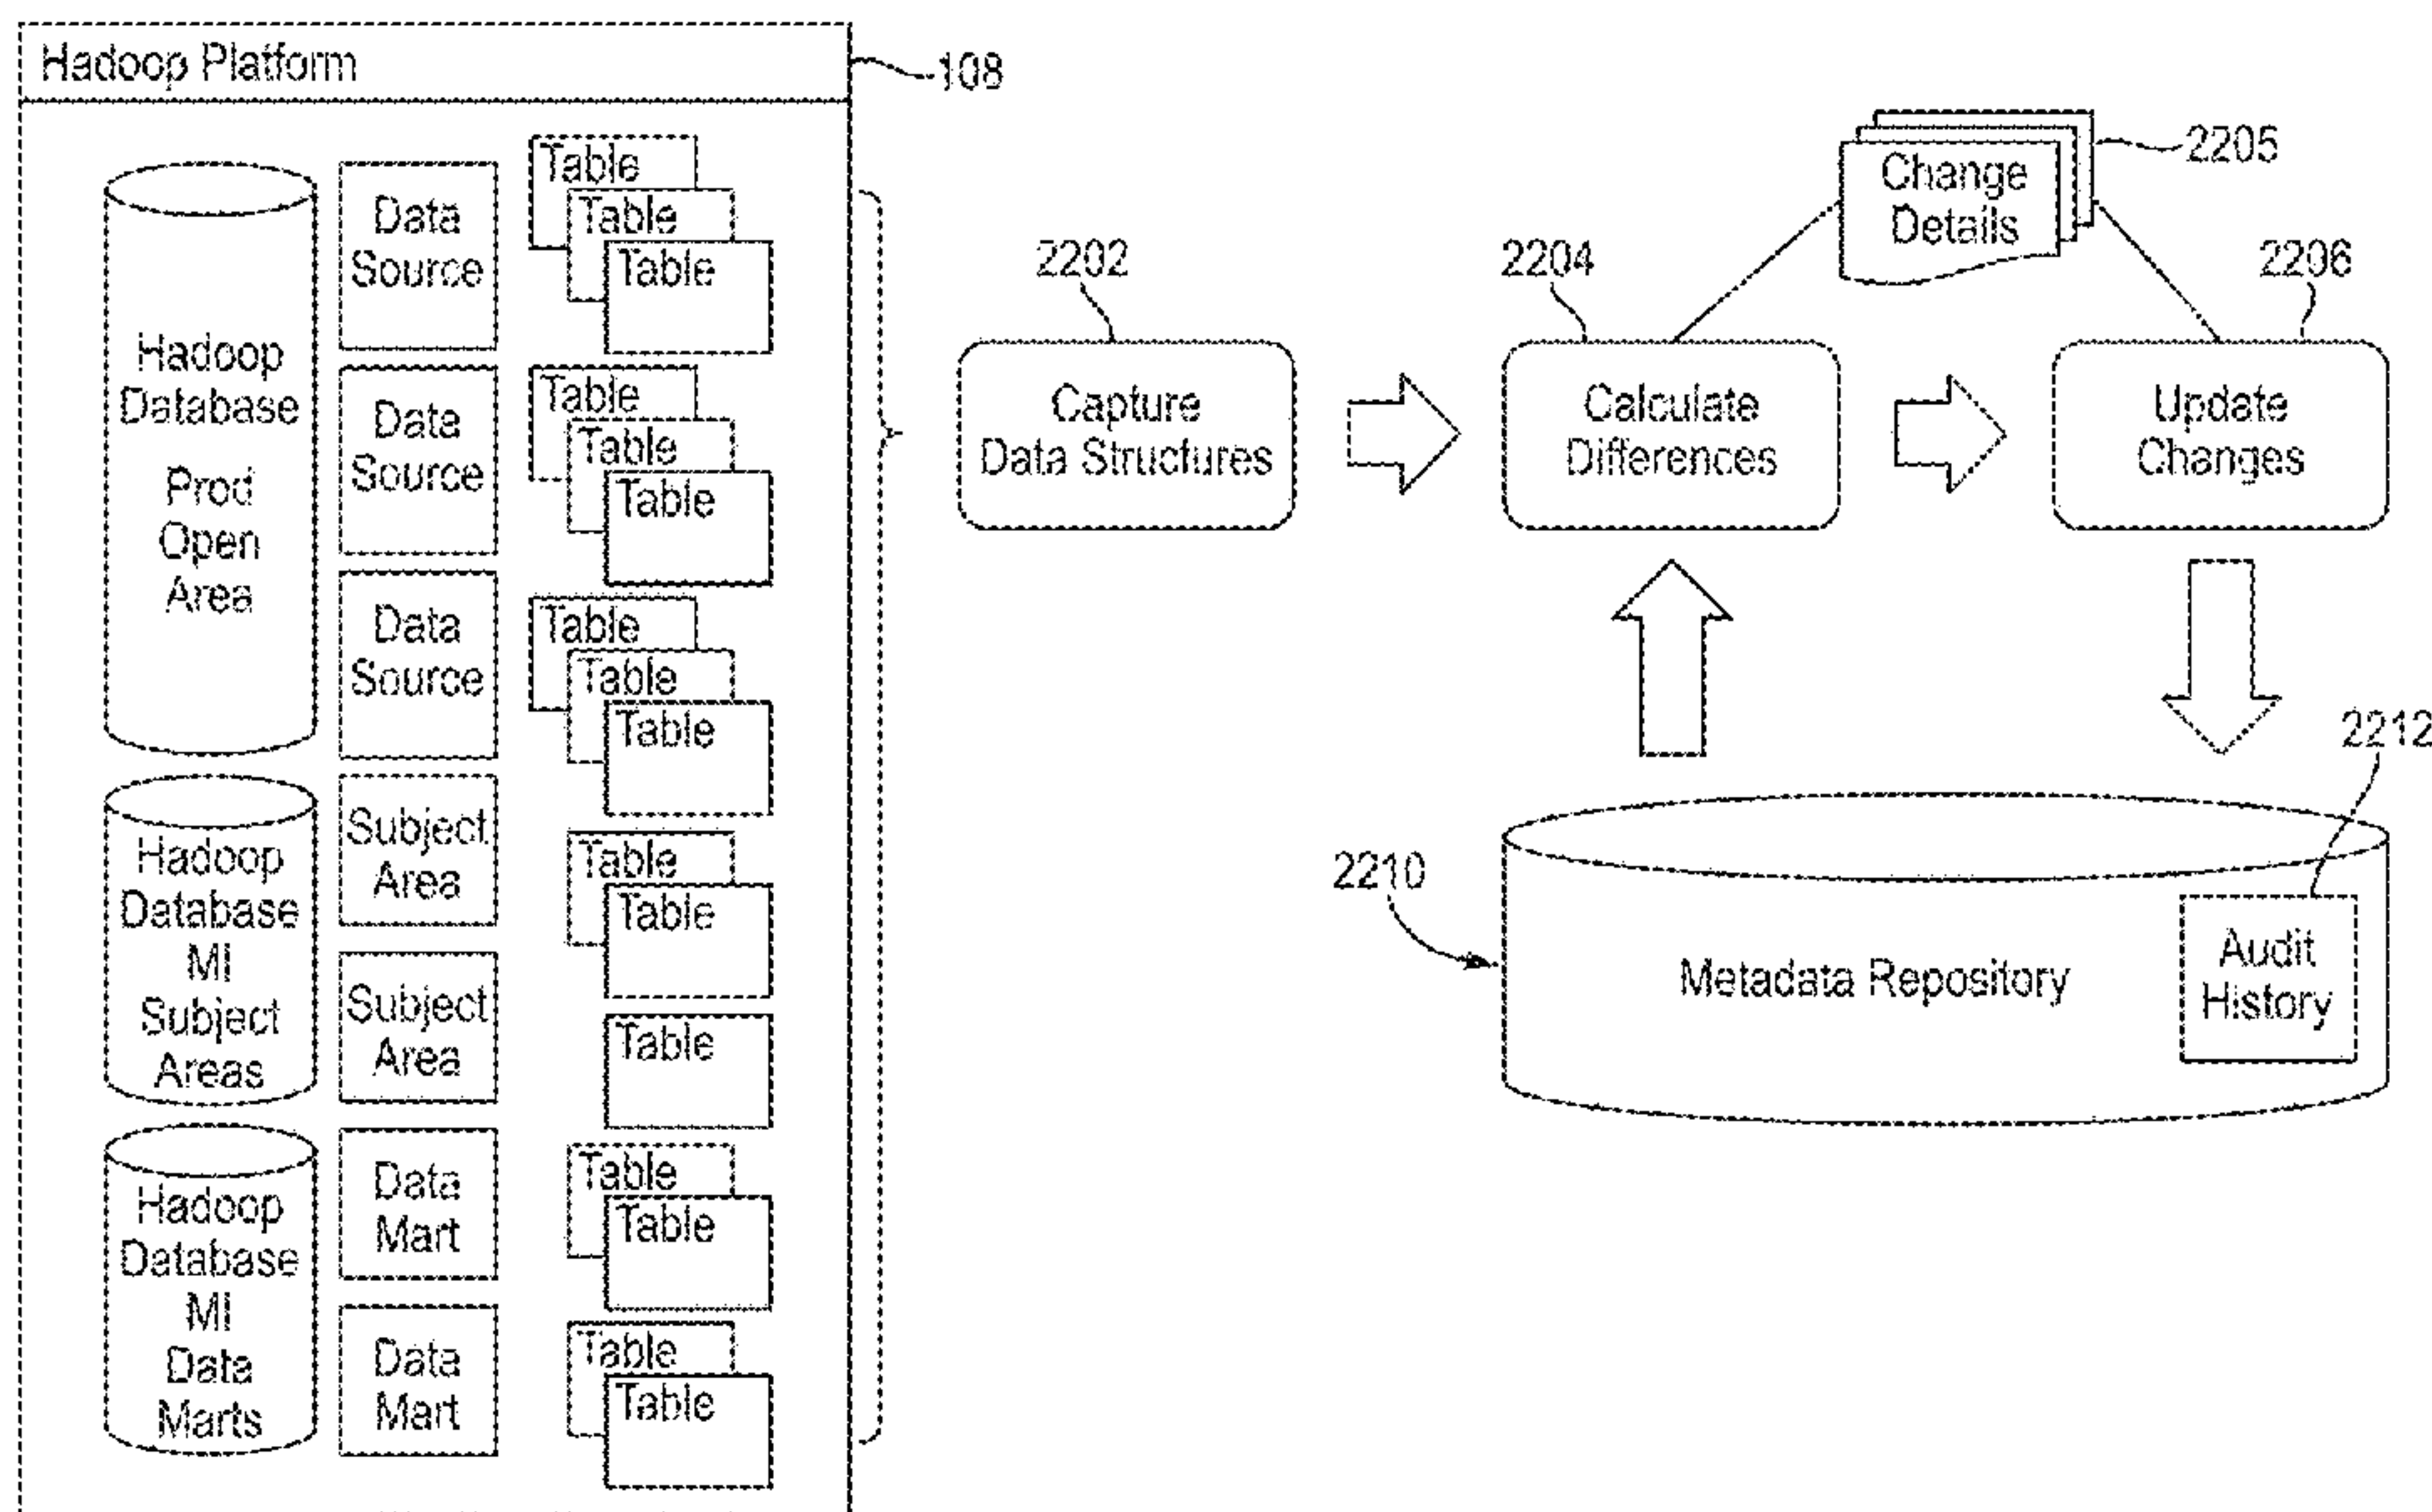 Hadoop Platform
108
Hadoop
Database
Prod
Open
Area
Data
Source
Data
Source
Data
Source
Table
Table
Table
Table
Table
Table
Table
Table
Table
Hadoop
Database
MI
Subject
Areas
Subject
Area
Subject
Area
Table
Table
Table
Hadoop
Database
MI
Data
Marts
Data
Mart
Data
Mart
Table
Table
Table
Table
2202
Capture
Data Structures
2204
Calculate
Differences
Change
Details
2205
2206
Update
Changes
2210
Metadata Repository
2212
Audit
History